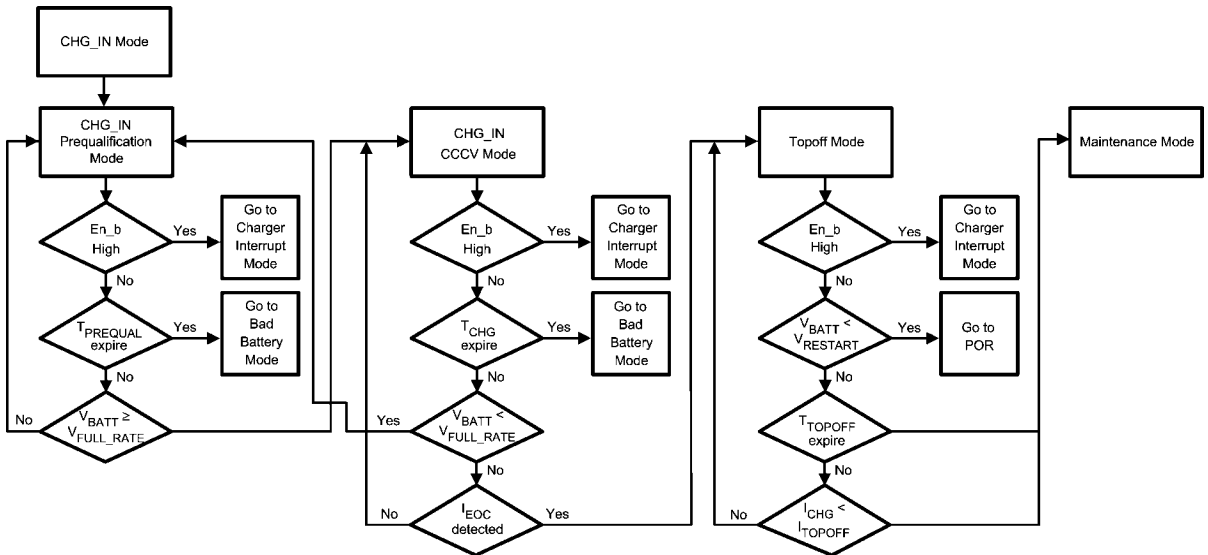 CHG_IN Mode
CHG_IN
Prequalification
Mode
En_b
High
Yes
Go to
Charger
Interrupt
Mode
No
TPREQUAL
expire
Yes
Go to
Bad
Battery
Mode
No
VBATT ≥
VFULL_RATE
No
CHG_IN
CCCV Mode
En_b
High
Yes
Go to
Charger
Interrupt
Mode
No
TCHG
expire
Yes
Go to
Bad
Battery
Mode
No
VBATT <
VFULL_RATE
Yes
No
IEOC
detected
No
Yes
Topoff Mode
En_b
High
Yes
Go to
Charger
Interrupt
Mode
No
VBATT <
VRESTART
Yes
Go to
POR
No
TTOPOFF
expire
No
ICHG <
ITOPOFF
No
Maintenance Mode